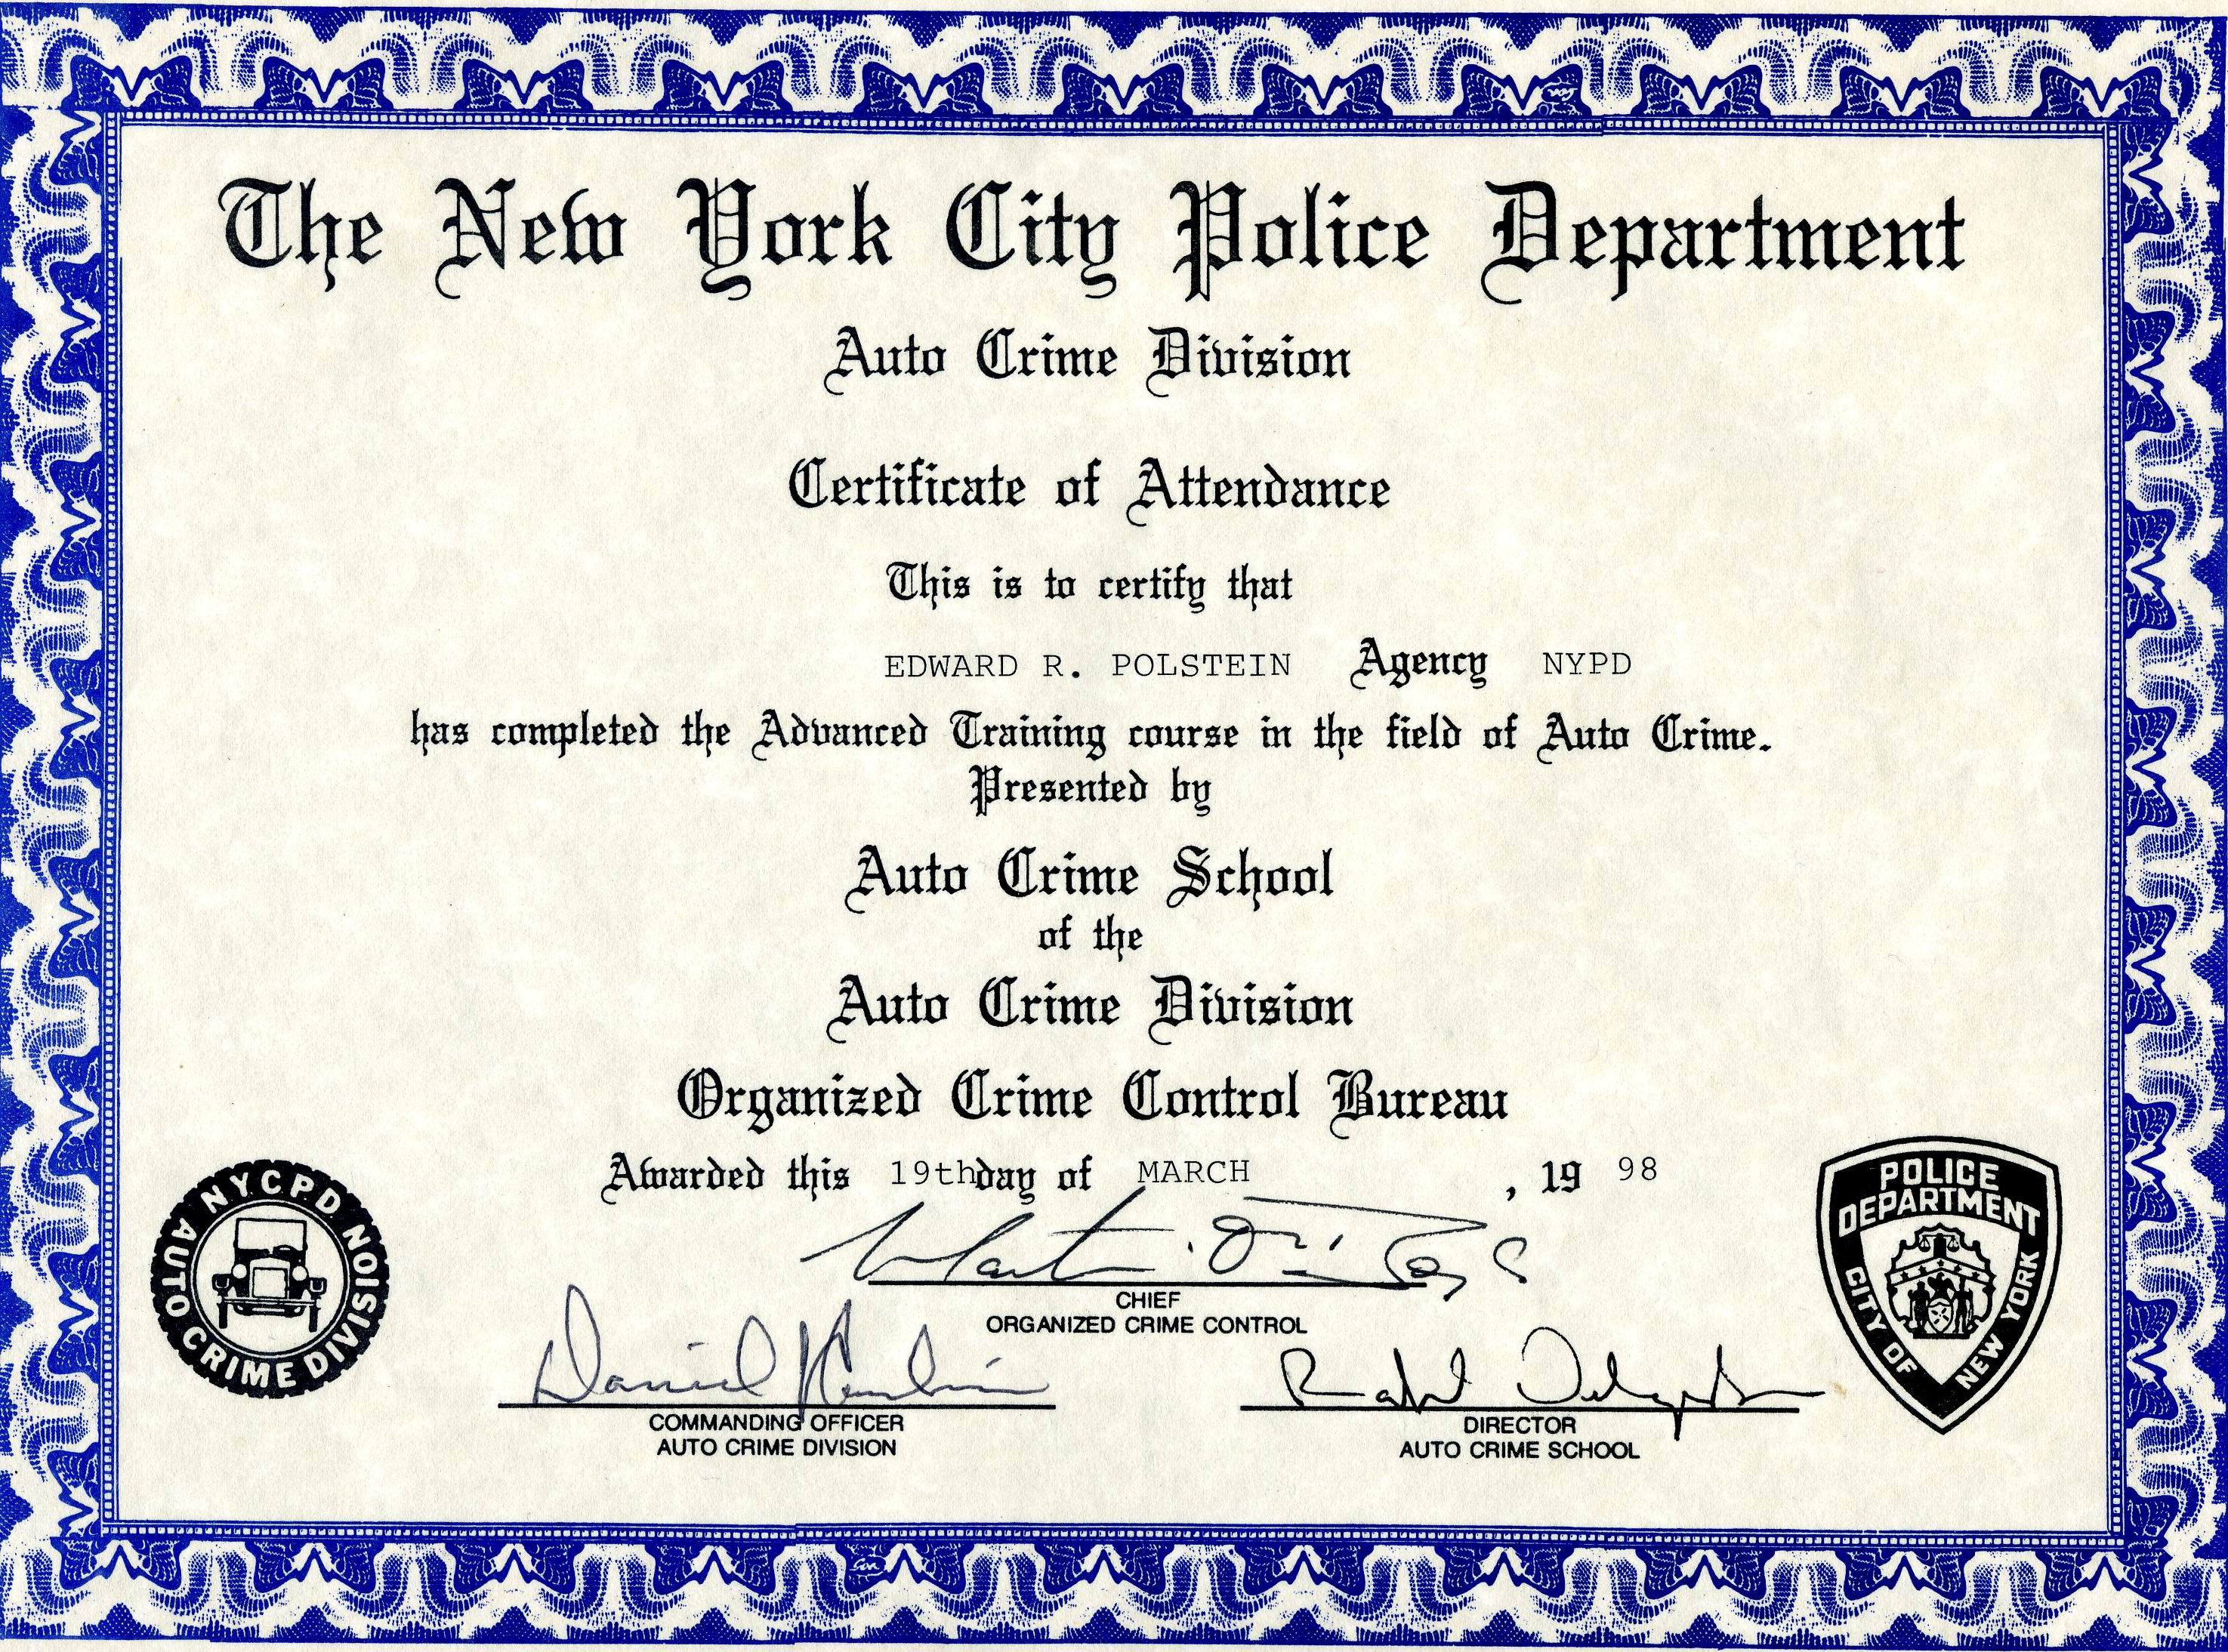 The New York City Police Department
Auto Crime Division
Certificate of Attendance
This is to certify that
EDWARD R. POLSTEIN Agency NYPD
has completed the Advanced Training course in the field of Auto Crime.
Presented by
Auto Crime School
of the
Auto Crime Division
Organized Crime Control Bureau
Awarded this 19th day of MARCH , 19 98
CHIEF
ORGANIZED CRIME CONTROL
Daniel
COMMANDING OFFICER
AUTO CRIME DIVISION
DIRECTOR
AUTO CRIME SCHOOL
NYCPD
AUTO CRIME DIVISION
POLICE
DEPARTMENT
CITY OF NEW YORK